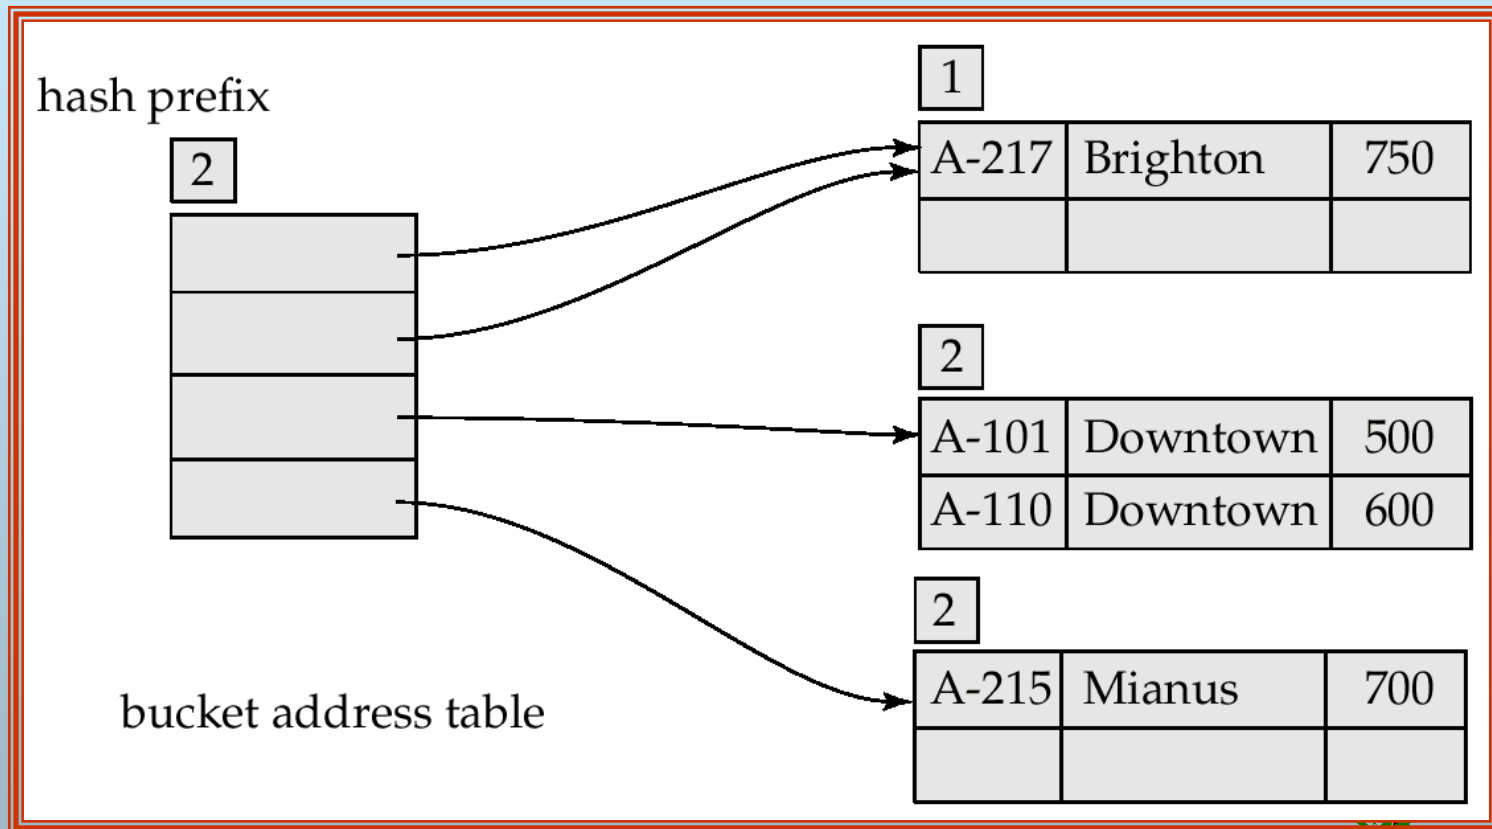 hash prefix
2
bucket address table
1
A-217 Brighton 750
2
A-101 Downtown 500
A-110 Downtown 600
2
A-215 Mianus 700